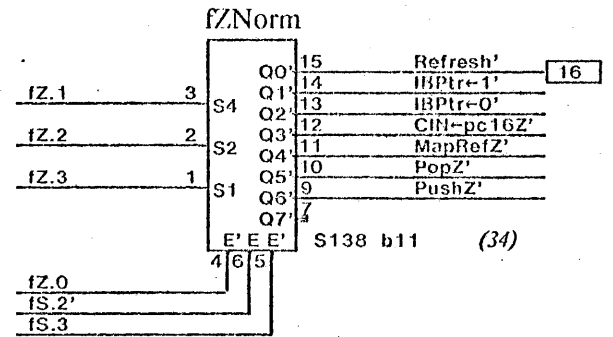 fZNorm
15 Refresh' 16
Q0'
14 IBPtr←1'
Q1'
fZ.1 3 S4
13 IBPtr←0'
Q2'
12 CIN←pc16Z'
Q3'
fZ.2 2 S2
11 MapRefZ'
Q4'
10 PopZ'
Q5'
fZ.3 1 S1
9 PushZ'
Q6'
7
Q7'
E' E E' S138 b11 (34)
4 6 5
fZ.0
fS.2'
fS.3